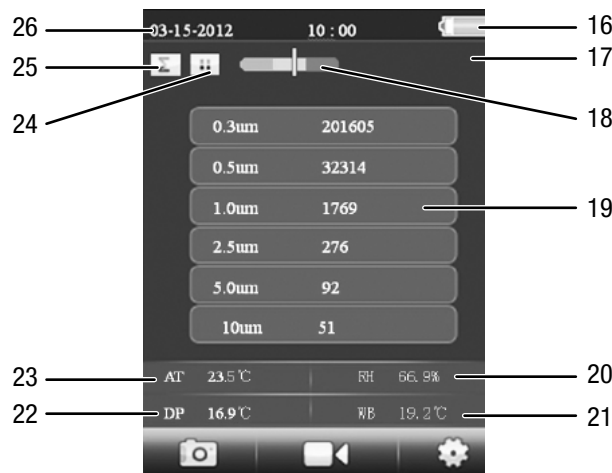 26 03-15-2012 10 : 00 16
25 Σ 17
24 18
0.3um 201605
0.5um 32314
1.0um 1769 19
2.5um 276
5.0um 92
10um 51
23 AT 23.5℃ RH 66.9% 20
22 DP 16.9℃ WB 19.2℃ 21